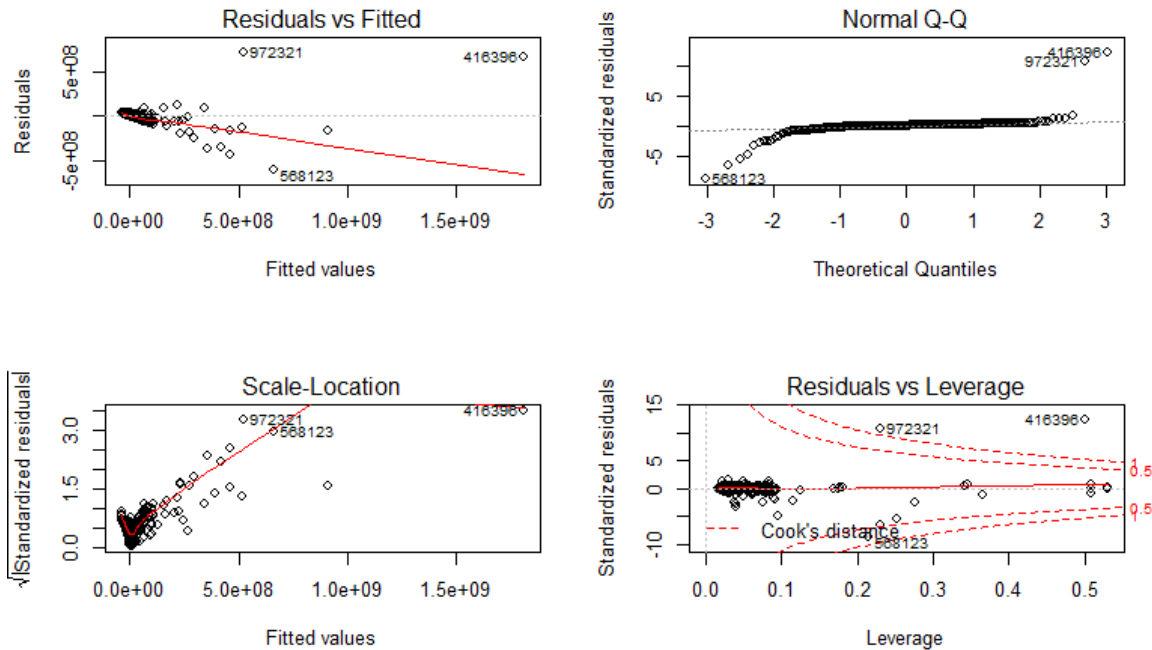 Residuals vs Fitted
Residuals
5e+08
-5e+08
972321
416396
568123
0.0e+00 5.0e+08 1.0e+09 1.5e+09
Fitted values
Normal Q-Q
Standardized residuals
5
-5
416396
972321
568123
-3 -2 -1 0 1 2 3
Theoretical Quantiles
Scale-Location
√|Standardized residuals|
3.0
1.5
0.0
972321
568123
416396
0.0e+00 5.0e+08 1.0e+09 1.5e+09
Fitted values
Residuals vs Leverage
Standardized residuals
15
5
0
-10
972321
416396
568123
Cook's distance
1
0.5
0.5
1
0.0 0.1 0.2 0.3 0.4 0.5
Leverage